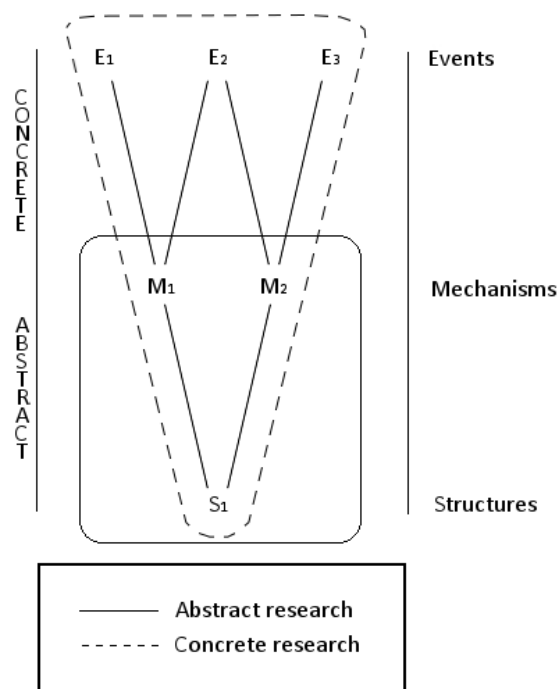 E1 E2 E3 Events
CONCRETE
M1 M2 Mechanisms
ABSTRACT
S1 Structures
Abstract research
Concrete research